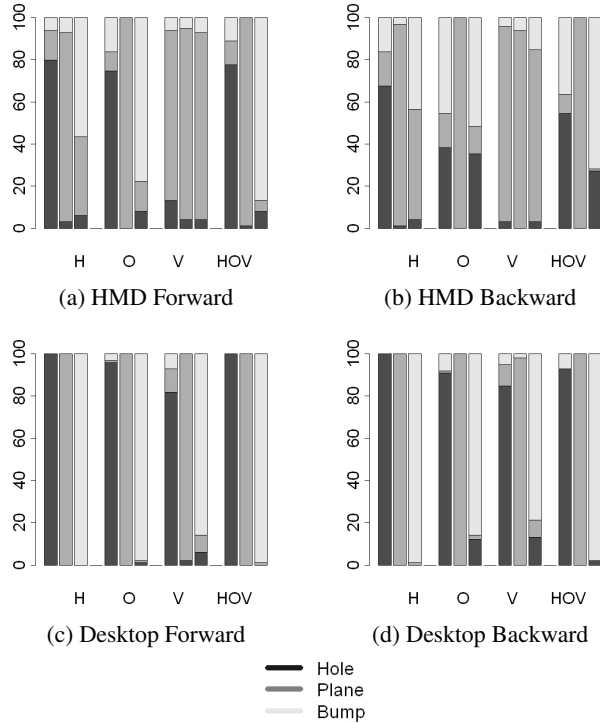 100
80
60
40
20
0
H O V HOV
(a) HMD Forward
100
80
60
40
20
0
H O V HOV
(b) HMD Backward
100
80
60
40
20
0
H O V HOV
(c) Desktop Forward
100
80
60
40
20
0
H O V HOV
(d) Desktop Backward
Hole
Plane
Bump